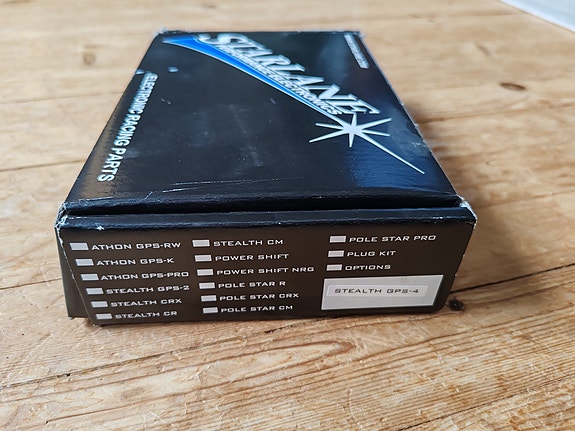 STARLANE
ELECTRONIC RACING PARTS
ATHON GPS-RW
ATHON GPS-K
ATHON GPS-PRO
STEALTH GPS-2
STEALTH CRX
STEALTH CR
STEALTH CM
POWER SHIFT
POWER SHIFT NRG
POLE STAR R
POLE STAR CRX
POLE STAR CM
POLE STAR PRO
PLUG KIT
OPTIONS
STEALTH GPS-4